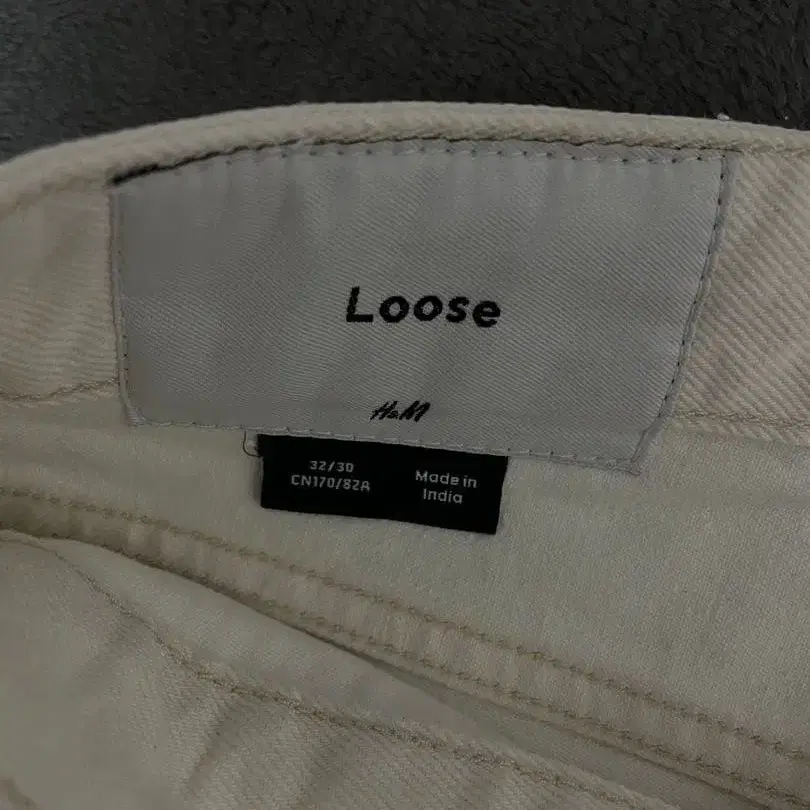 Loose
H&M
32/30
CN170/82A
Made in
India